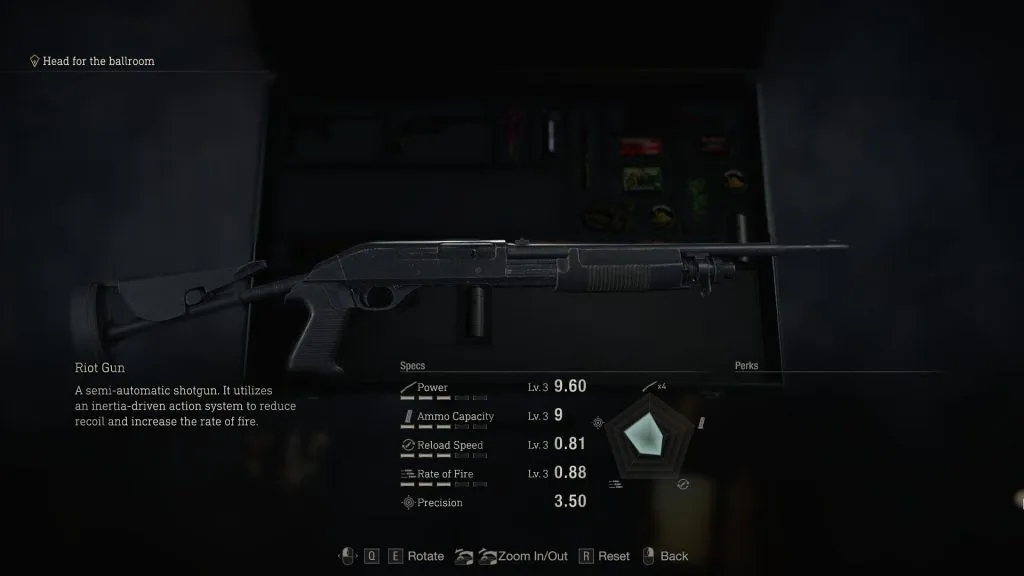 Head for the ballroom
Riot Gun
A semi-automatic shotgun. It utilizes
an inertia-driven action system to reduce
recoil and increase the rate of fire.
Specs
Power Lv. 3 9.60
Ammo Capacity Lv. 3 9
Reload Speed Lv. 3 0.81
Rate of Fire Lv. 3 0.88
Precision 3.50
Perks
x4
Q E Rotate Zoom In/Out R Reset Back